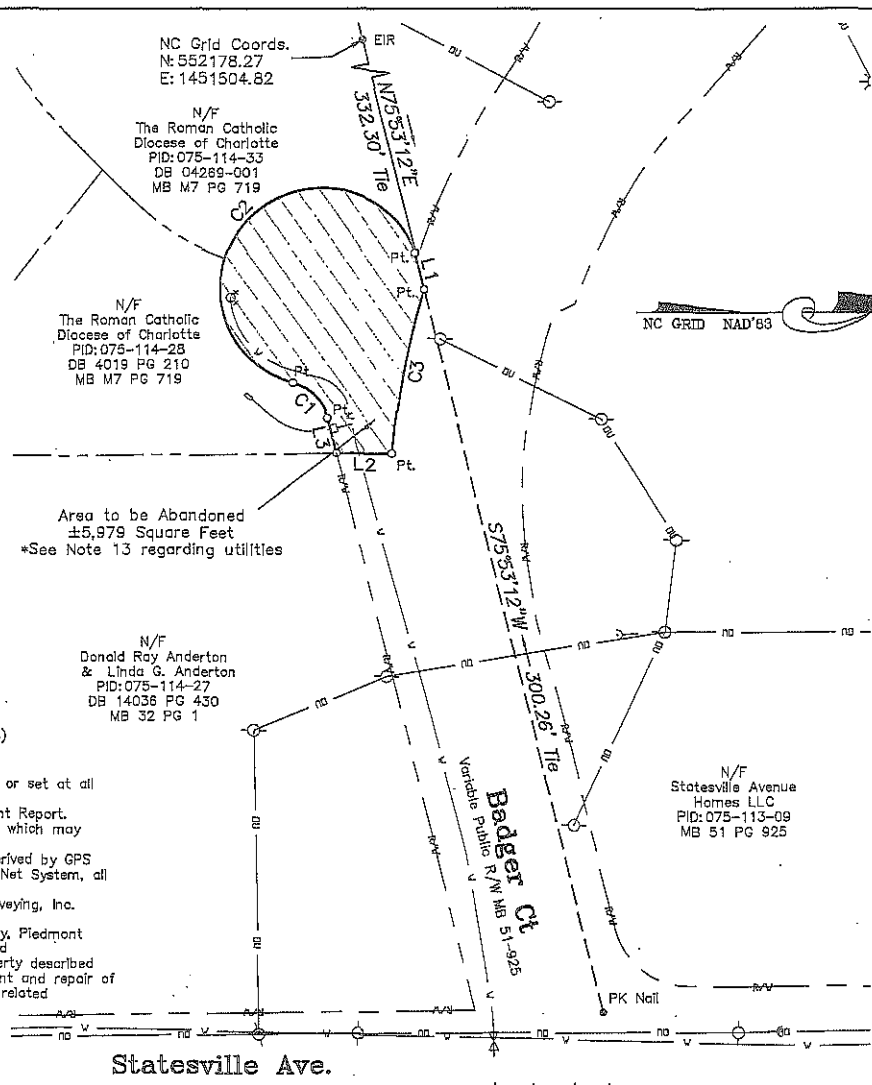 NC Grid Coords.
N: 552178.27
E: 1451504.82
EIR
N75°53'12"E
332.30' Tie
N/F
The Roman Catholic
Diocese of Charlotte
PID: 075-114-33
DB 04269-001
MB M7 PG 719
C2
Pt.
L1
Pt.
N/F
The Roman Catholic
Diocese of Charlotte
PID: 075-114-28
DB 4019 PG 210
MB M7 PG 719
NC GRID NAD'83
C3
Pt.
C1
Pt.
L3
L2
Pt.
Area to be Abandoned
±5,979 Square Feet
*See Note 13 regarding utilities
S75°53'12"W
300.26' Tie
N/F
Donald Ray Anderton
& Linda G. Anderton
PID: 075-114-27
DB 14036 PG 430
MB 32 PG 1
or set at all
nt Report.
which may
rived by GPS
Net System, all
veying, Inc.
y. Piedmont
d
erty described
nt and repair of
related
Badger Ct
Variable Public R/W MB 51-925
N/F
Statesville Avenue
Homes LLC
PID: 075-113-09
MB 51 PG 925
PK Nail
R/W
OU
W
Statesville Ave.